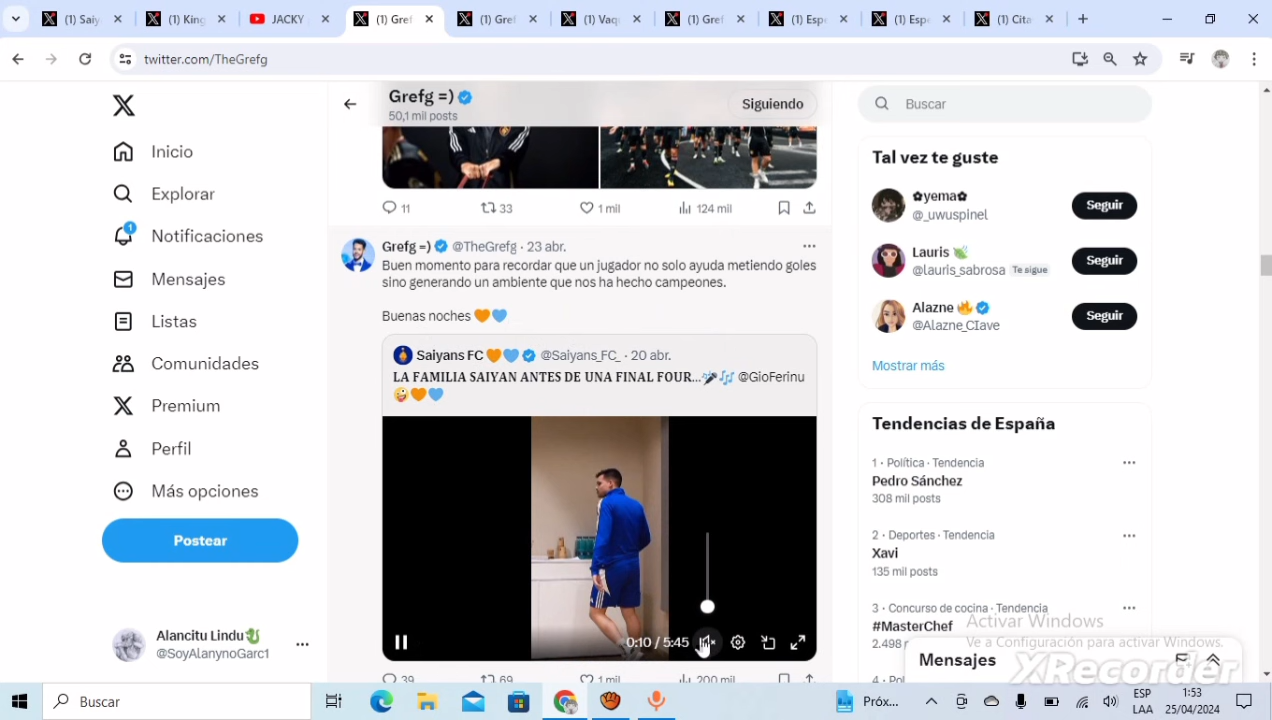 (1) Saiy
(1) King
JACKY
(1) Gref
(1) Gref
(1) Vaqu
(1) Gref
(1) Espe
(1) Espe
(1) Cita
twitter.com/TheGrefg
Grefg =)
50,1 mil posts
Siguiendo
Buscar
Inicio
Explorar
1
Notificaciones
Mensajes
Listas
Comunidades
Premium
Perfil
Más opciones
Postear
Alancitu Lindu
@SoyAlanynoGarc1
11 33 1 mil 124 mil
Grefg =) @TheGrefg · 23 abr.
Buen momento para recordar que un jugador no solo ayuda metiendo goles
sino generando un ambiente que nos ha hecho campeones.
Buenas noches 🧡🩵
Saiyans FC 🧡🩵 @Saiyans_FC_ · 20 abr.
LA FAMILIA SAIYAN ANTES DE UNA FINAL FOUR...🎤🎶 @GioFerinu
🤪🧡🩵
0:10 / 5:45
39 69 1 mil 200 mil
Tal vez te guste
✿yema✿
@_uwuspinel
Seguir
Lauris
@lauris_sabrosa Te sigue
Seguir
Alazne 🔥
@Alazne_CIave
Seguir
Mostrar más
Tendencias de España
1 · Política · Tendencia
Pedro Sánchez
308 mil posts
2 · Deportes · Tendencia
Xavi
135 mil posts
3 · Concurso de cocina · Tendencia
#MasterChef
2.498
Activar Windows
Ve a Configuración para activar Windows.
Mensajes
XRecorder
Buscar
Próx...
ESP
LAA
1:53
25/04/2024